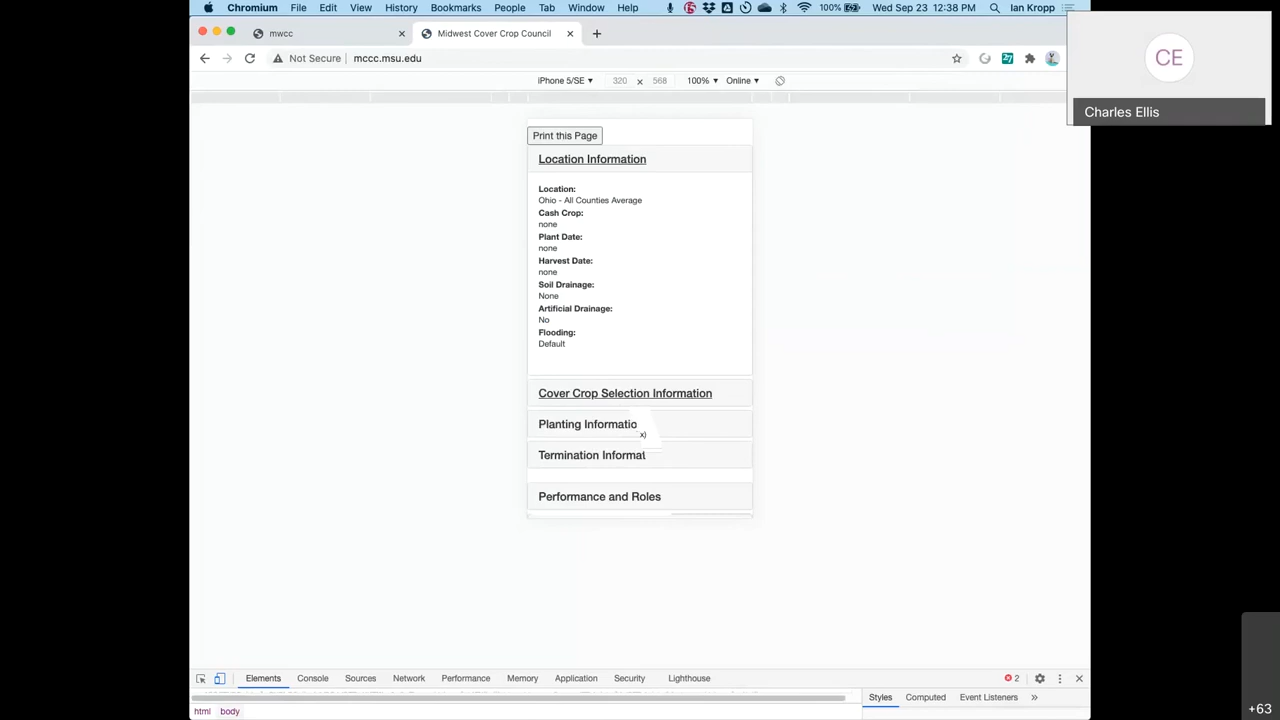 Chromium File Edit View History Bookmarks People Tab Window Help 100% Wed Sep 23 12:38 PM Ian Kropp
mwcc
Midwest Cover Crop Council
Not Secure mccc.msu.edu
iPhone 5/SE 320 x 568 100% Online
CE
Charles Ellis
Print this Page
Location Information
Location:
Ohio - All Counties Average
Cash Crop:
none
Plant Date:
none
Harvest Date:
none
Soil Drainage:
None
Artificial Drainage:
No
Flooding:
Default
Cover Crop Selection Information
Planting Informatio
x)
Termination Informat
Performance and Roles
Elements Console Sources Network Performance Memory Application Security Lighthouse 2
Styles Computed Event Listeners »
html body
+63